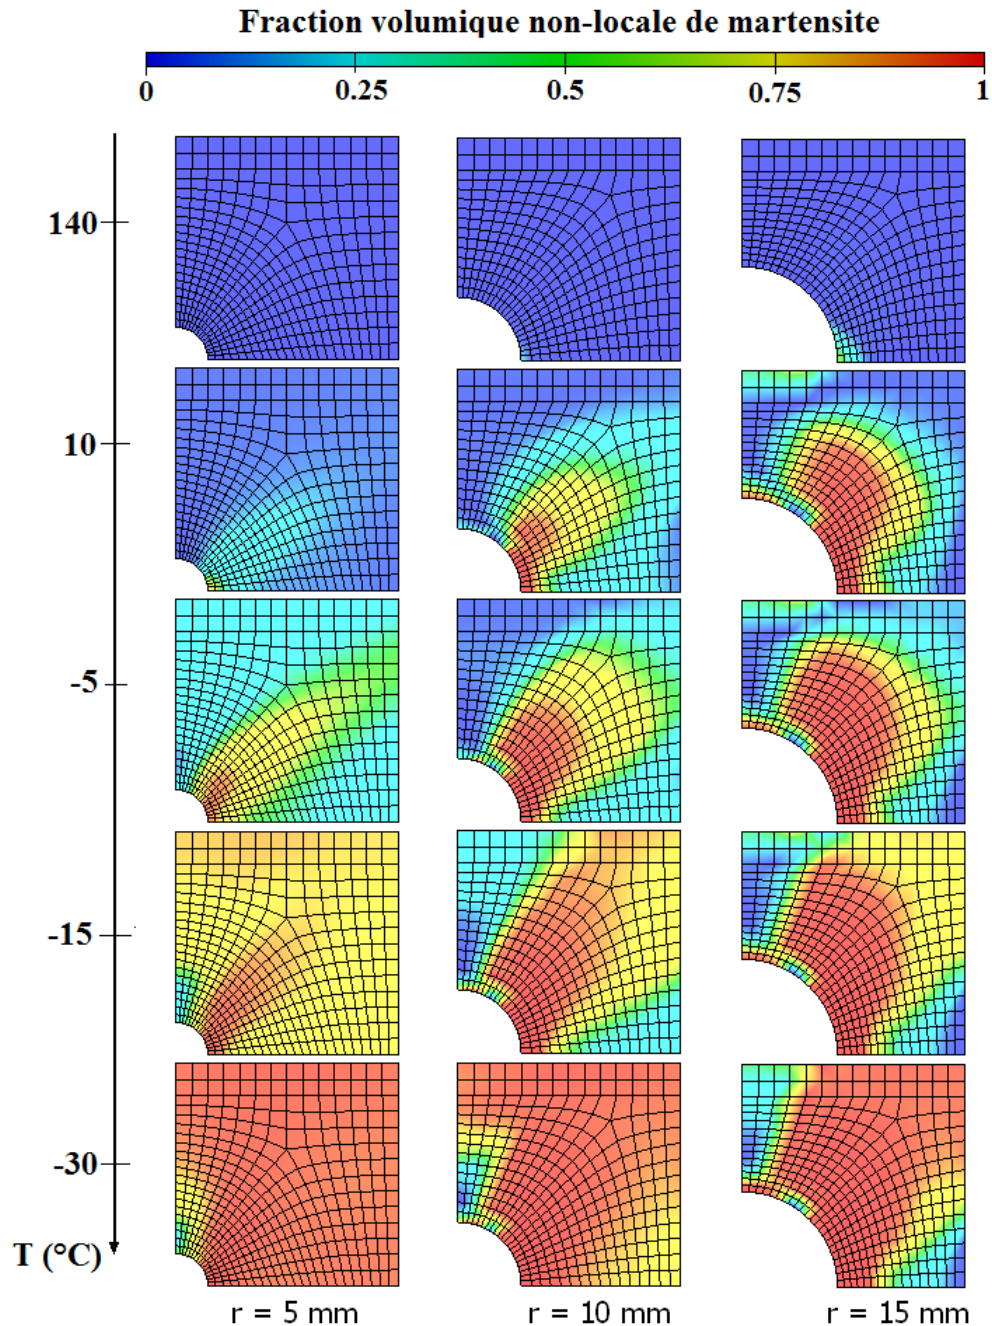 Fraction volumique non-locale de martensite
0 0.25 0.5 0.75 1
140
10
-5
-15
-30
T (°C)
r = 5 mm r = 10 mm r = 15 mm